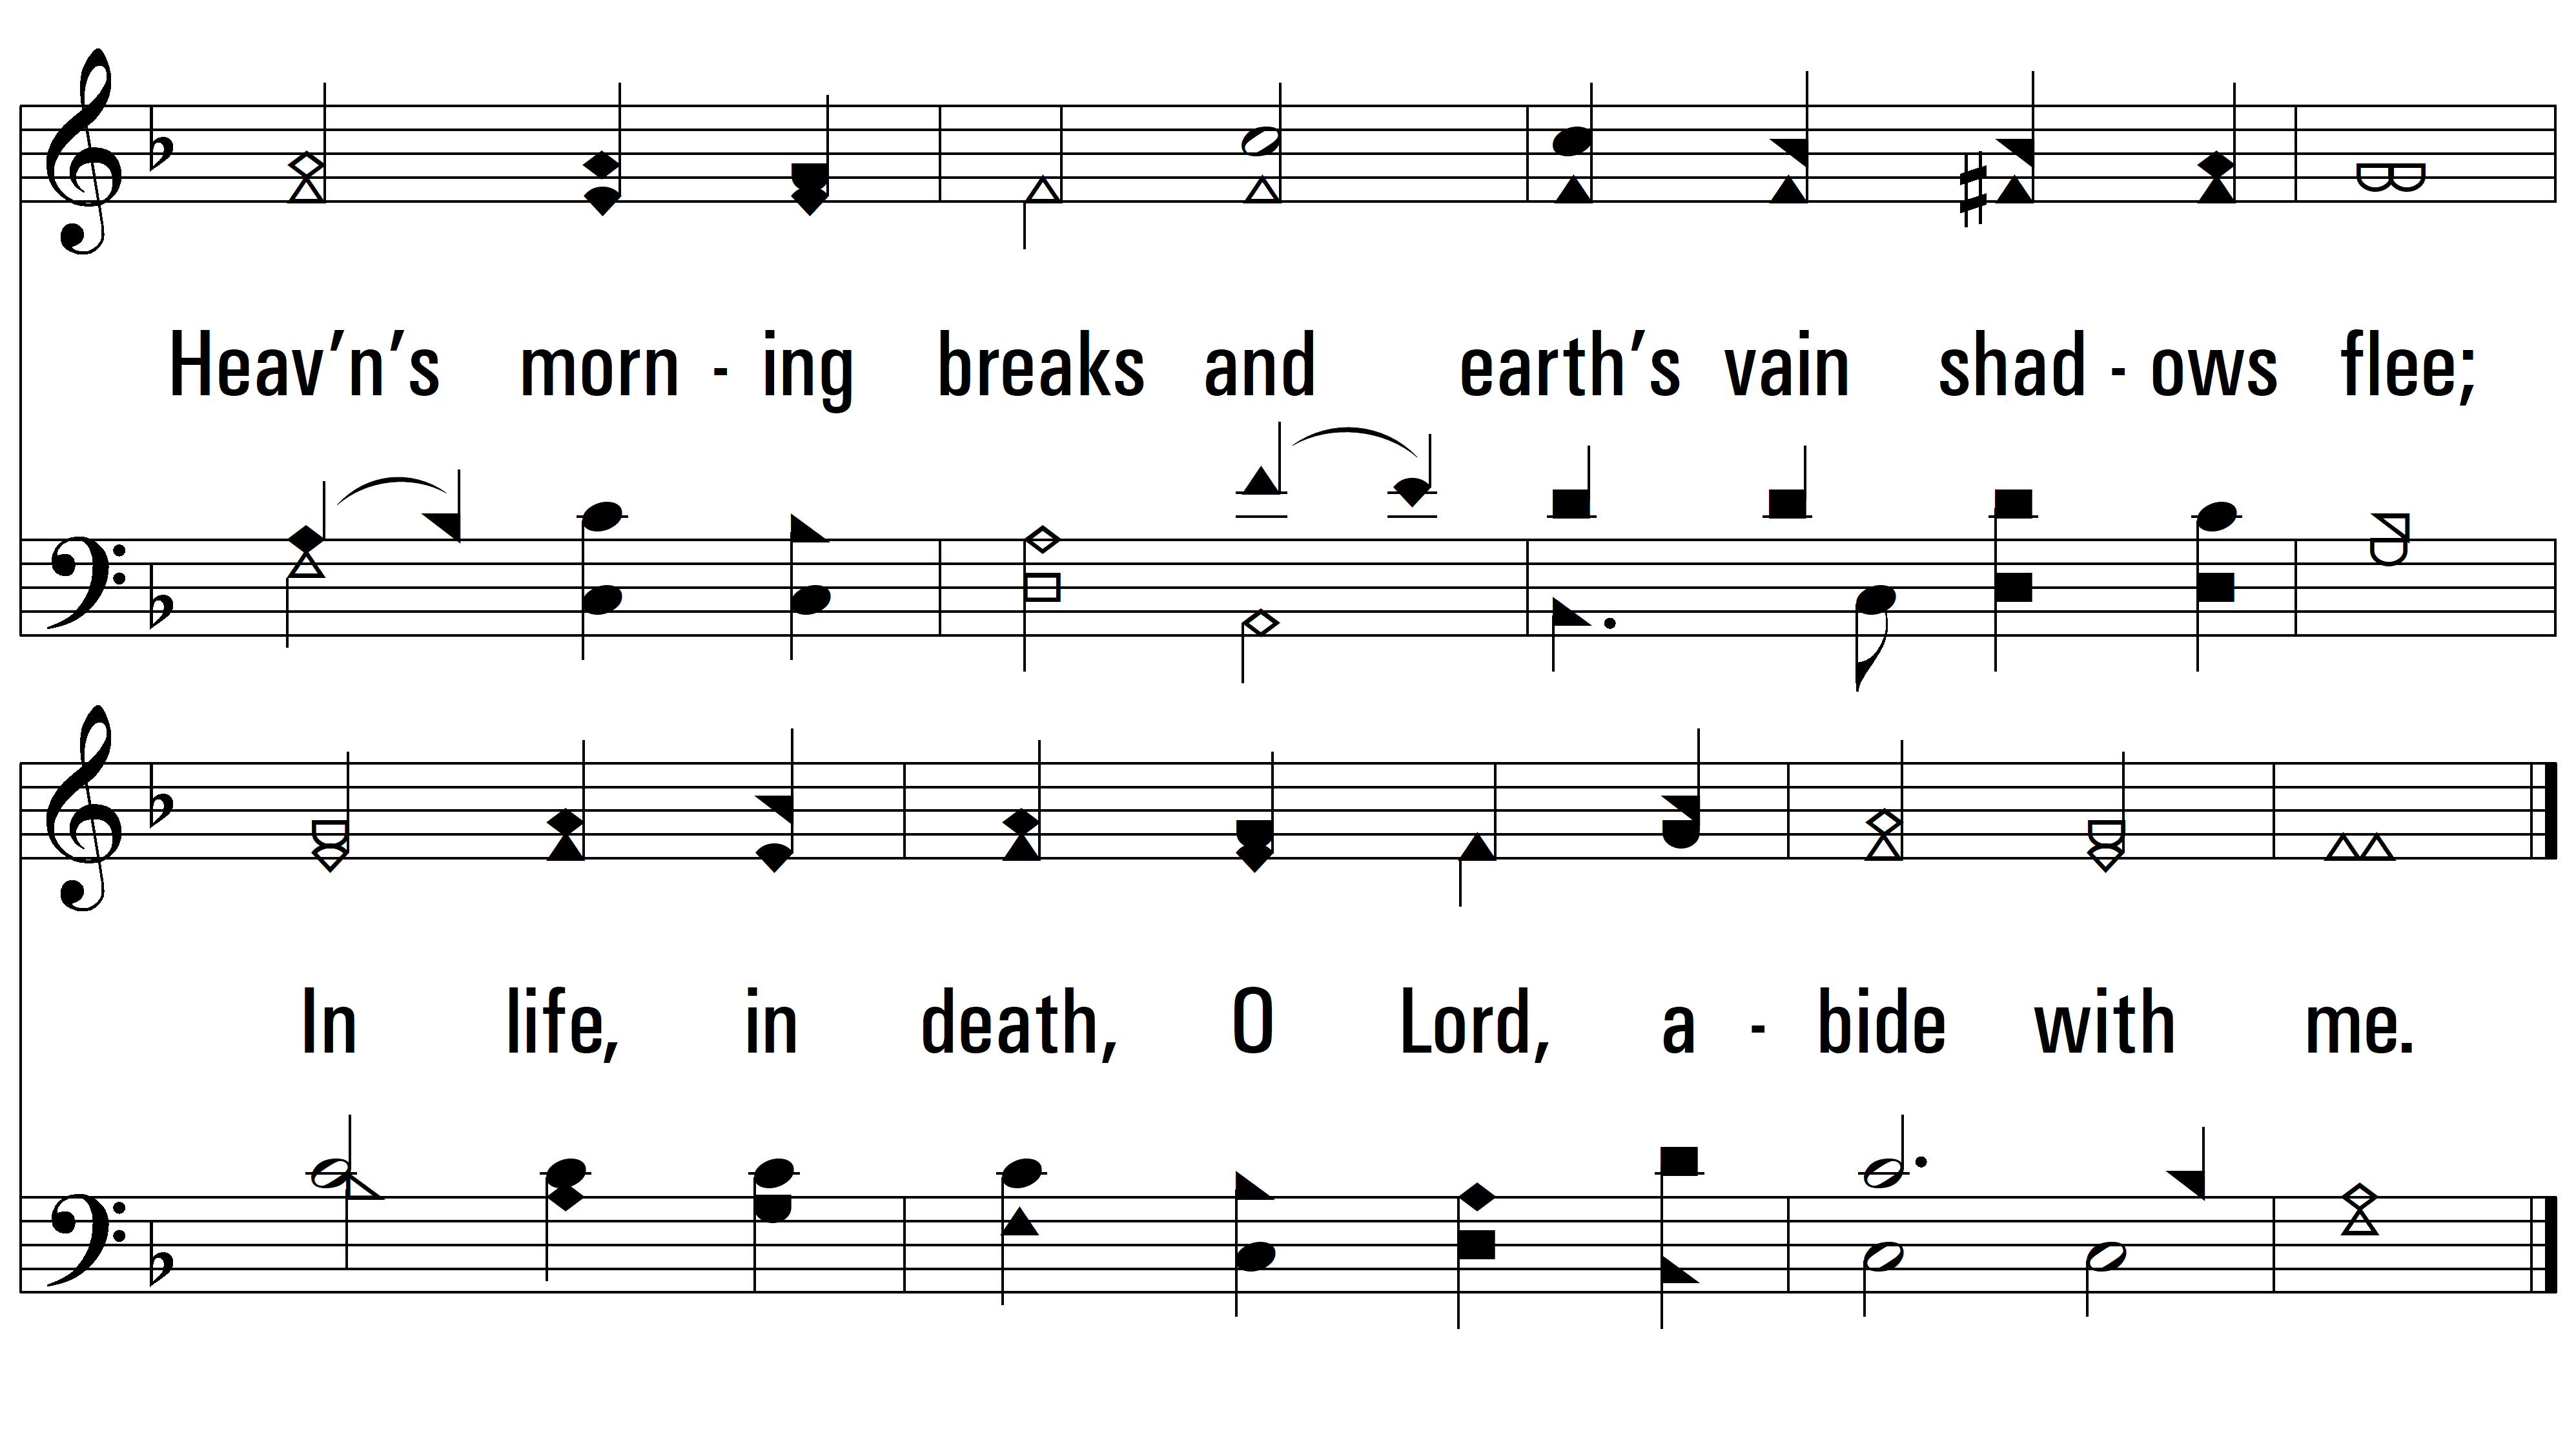 Heav’n’s morn - ing breaks and earth’s vain shad - ows flee;
In life, in death, O Lord, a - bide with me.